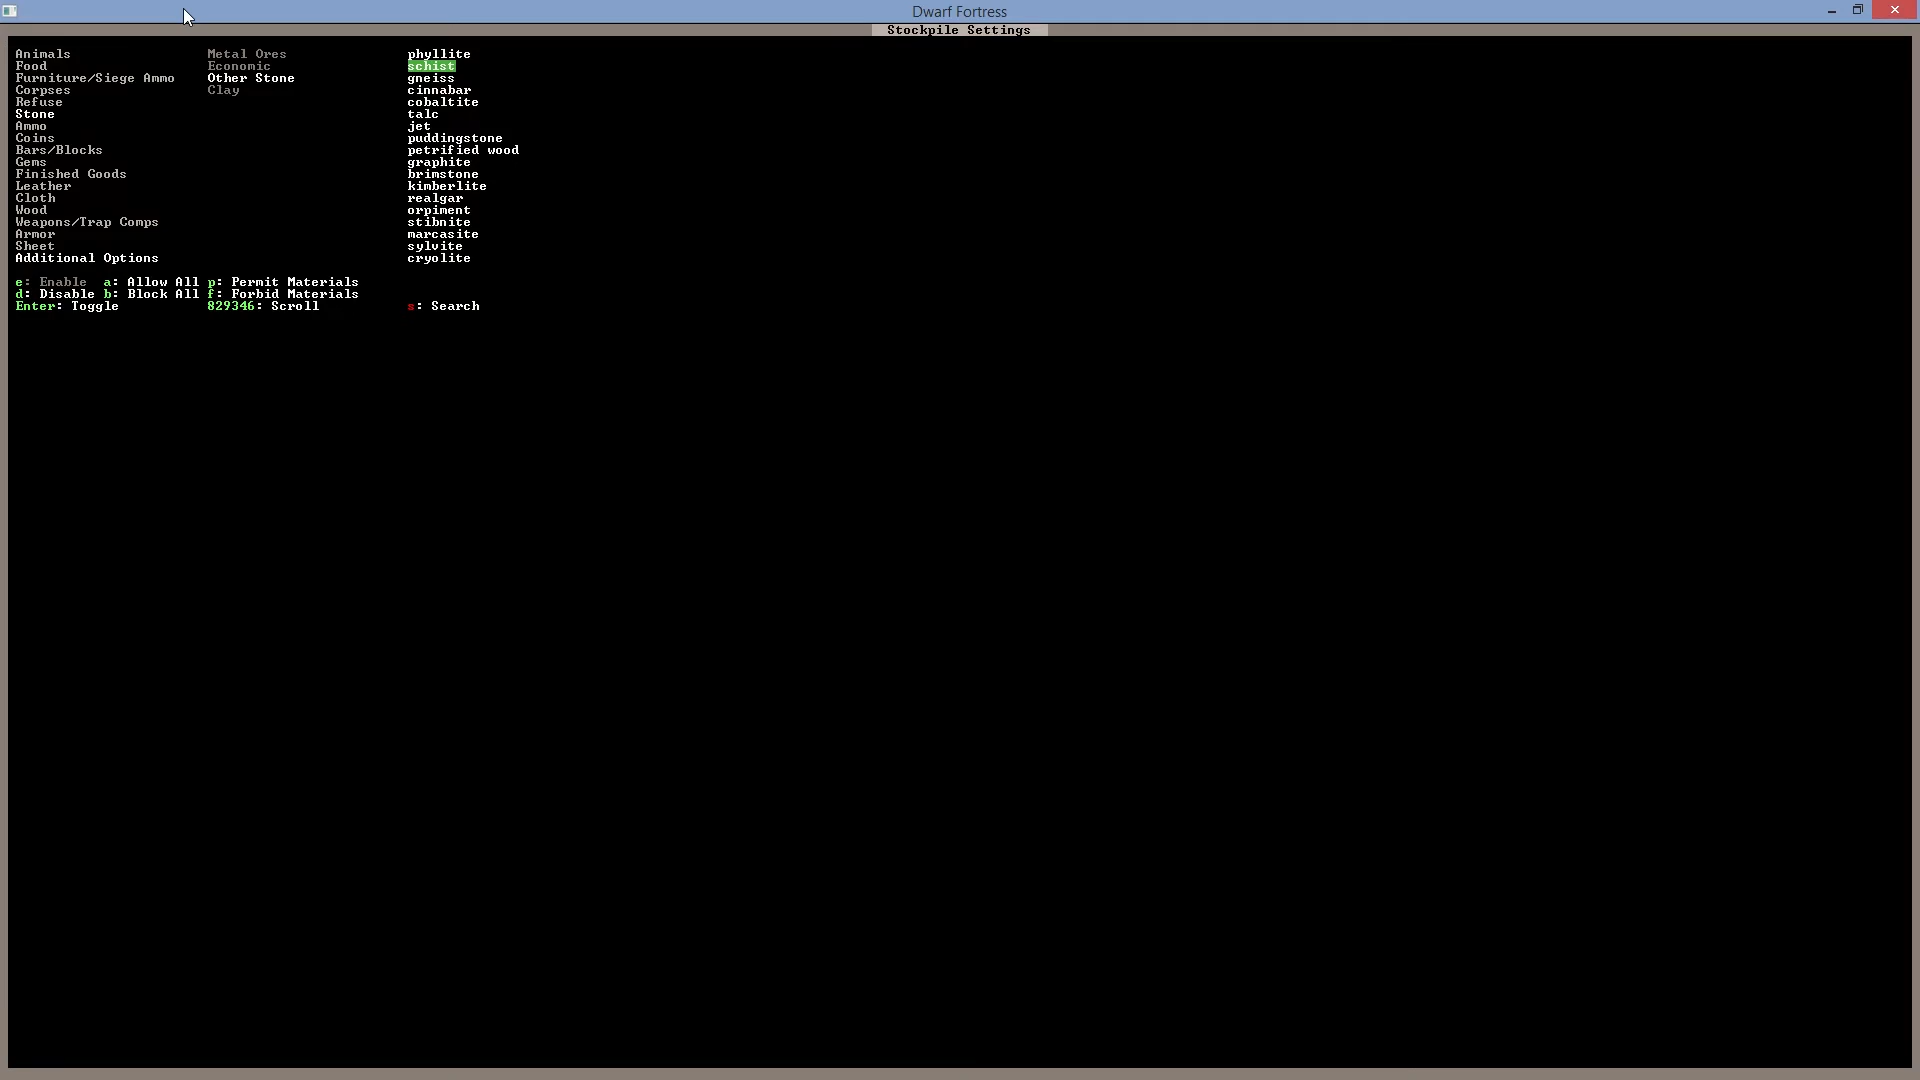 Dwarf Fortress
Stockpile Settings
Animals Metal Ores phyllite
Food Economic schist
Furniture/Siege Ammo Other Stone gneiss
Corpses Clay cinnabar
Refuse cobaltite
Stone talc
Ammo jet
Coins puddingstone
Bars/Blocks petrified wood
Gems graphite
Finished Goods brimstone
Leather kimberlite
Cloth realgar
Wood orpiment
Weapons/Trap Comps stibnite
Armor marcasite
Sheet sylvite
Additional Options cryolite
e: Enable a: Allow All p: Permit Materials
d: Disable b: Block All f: Forbid Materials
Enter: Toggle 829346: Scroll s: Search